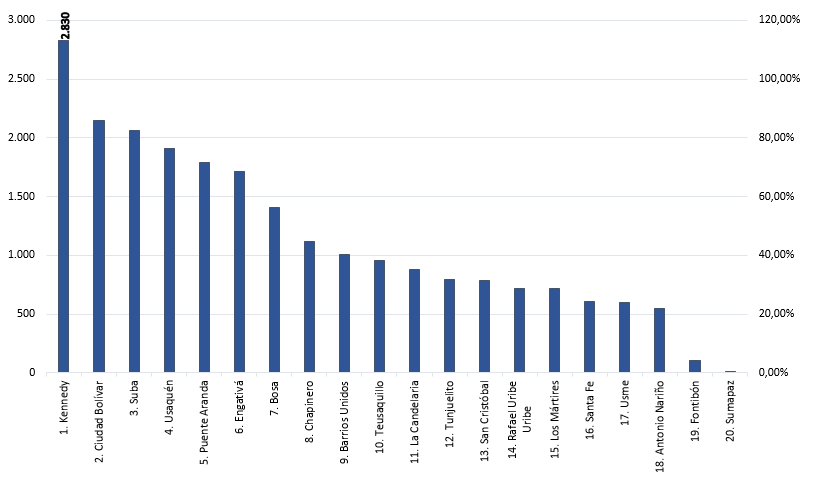 2.830
3.000
2.500
2.000
1.500
1.000
500
0
120,00%
100,00%
80,00%
60,00%
40,00%
20,00%
0,00%
1. Kennedy
2. Ciudad Bolívar
3. Suba
4. Usaquén
5. Puente Aranda
6. Engativá
7. Bosa
8. Chapinero
9. Barrios Unidos
10. Teusaquillo
11. La Candelaria
12. Tunjuelito
13. San Cristóbal
14. Rafael Uribe
Uribe
15. Los Mártires
16. Santa Fe
17. Usme
18. Antonio Nariño
19. Fontibón
20. Sumapaz